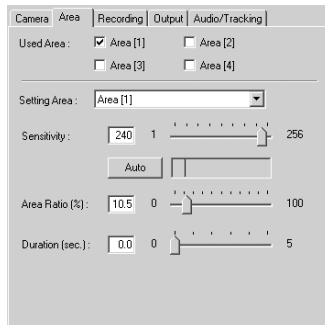 Camera Area Recording Output Audio/Tracking
Used Area : Area [1] Area [2]
Area [3] Area [4]
Setting Area : Area [1]
Sensitivity : 240 1 256
Auto
Area Ratio (%) : 10.5 0 100
Duration (sec.) : 0.0 0 5